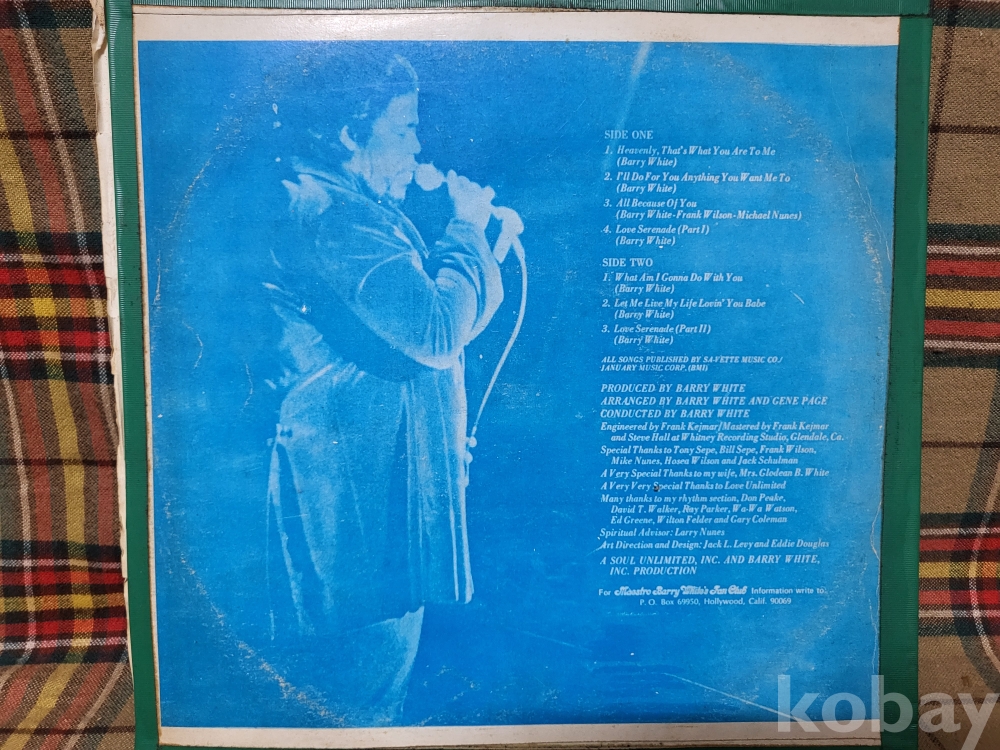 SIDE ONE
1. Heavenly, That's What You Are To Me
(Barry White)
2. I'll Do For You Anything You Want Me To
(Barry White)
3. All Because Of You
(Barry White-Frank Wilson-Michael Nunes)
4. Love Serenade (Part I)
(Barry White)
SIDE TWO
1. What Am I Gonna Do With You
(Barry White)
2. Let Me Live My Life Lovin' You Babe
(Barry White)
3. Love Serenade (Part II)
(Barry White)
ALL SONGS PUBLISHED BY SA-VETTE MUSIC CO./
JANUARY MUSIC CORP. (BMI)
PRODUCED BY BARRY WHITE
ARRANGED BY BARRY WHITE AND GENE PAGE
CONDUCTED BY BARRY WHITE
Engineered by Frank Kejmar/Mastered by Frank Kejmar
and Steve Hall at Whitney Recording Studio, Glendale, Ca.
Special Thanks to Tony Sepe, Bill Sepe, Frank Wilson,
Mike Nunes, Hosea Wilson and Jack Schulman
A Very Special Thanks to my wife, Mrs. Glodean B. White
A Very Very Special Thanks to Love Unlimited
Many thanks to my rhythm section, Don Peake,
David T. Walker, Ray Parker, Wa-Wa Watson,
Ed Greene, Wilton Felder and Gary Coleman
Spiritual Advisor: Larry Nunes
Art Direction and Design: Jack L. Levy and Eddie Douglas
A SOUL UNLIMITED, INC. AND BARRY WHITE,
INC. PRODUCTION
For Maestro Barry White's Fan Club Information write to:
P. O. Box 69950, Hollywood, Calif. 90069
kobay